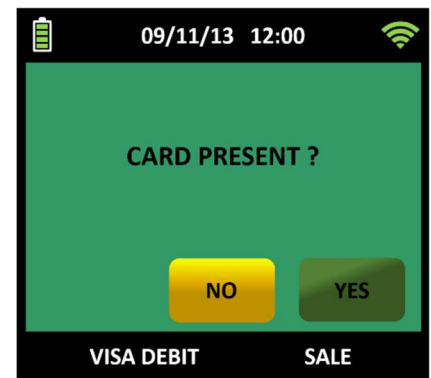 09/11/13 12:00
CARD PRESENT ?
NO YES
VISA DEBIT SALE